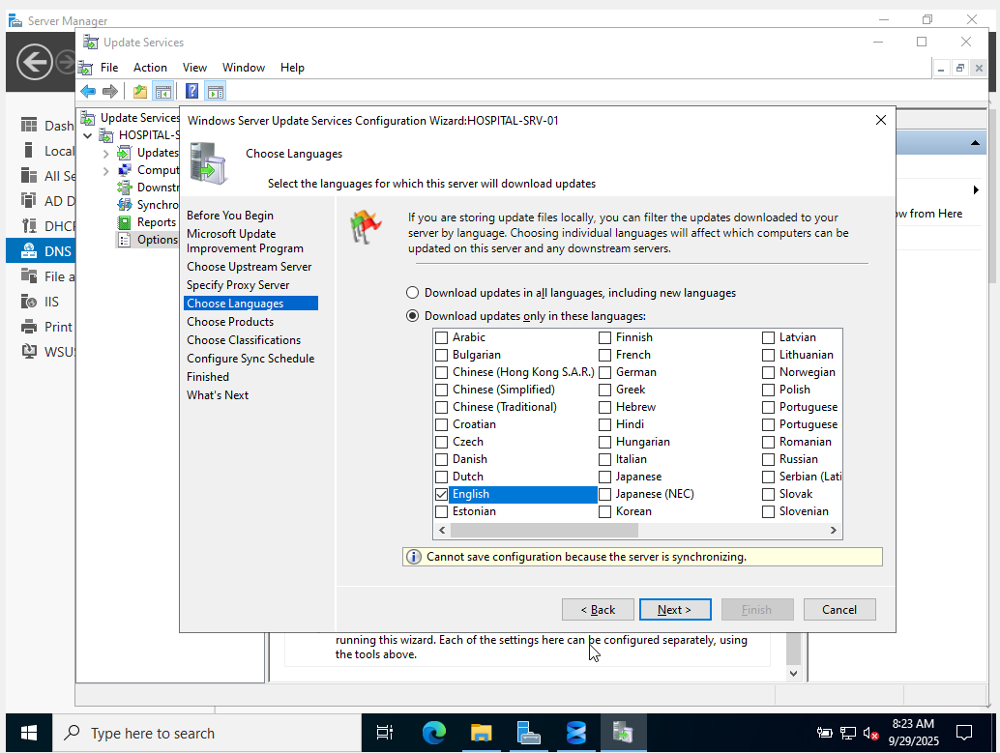 Server Manager
Update Services
File Action View Window Help
Dash
Local
All Se
AD D
DHCP
DNS
File a
IIS
Print
WSUS
Update Services
HOSPITAL-S
Updates
Comput
Downstr
Synchro
Reports
Options
Windows Server Update Services Configuration Wizard:HOSPITAL-SRV-01
Choose Languages
Select the languages for which this server will download updates
Before You Begin
Microsoft Update
Improvement Program
Choose Upstream Server
Specify Proxy Server
Choose Languages
Choose Products
Choose Classifications
Configure Sync Schedule
Finished
What's Next
If you are storing update files locally, you can filter the updates downloaded to your
server by language. Choosing individual languages will affect which computers can be
updated on this server and any downstream servers.
Download updates in all languages, including new languages
Download updates only in these languages:
Arabic
Bulgarian
Chinese (Hong Kong S.A.R.)
Chinese (Simplified)
Chinese (Traditional)
Croatian
Czech
Danish
Dutch
English
Estonian
Finnish
French
German
Greek
Hebrew
Hindi
Hungarian
Italian
Japanese
Japanese (NEC)
Korean
Latvian
Lithuanian
Norwegian
Polish
Portuguese
Portuguese
Romanian
Russian
Serbian (Lati
Slovak
Slovenian
Cannot save configuration because the server is synchronizing.
< Back
Next >
Finish
Cancel
ow from Here
running this wizard. Each of the settings here can be configured separately, using
the tools above.
Type here to search
8:23 AM
9/29/2025